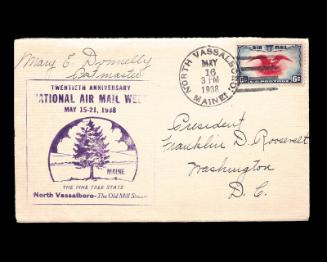 Mary E. Donnelly
Postmaster
TWENTIETH ANNIVERSARY
NATIONAL AIR MAIL WEEK
MAY 15-21, 1938
MAINE
THE PINE TREE STATE
North Vassalboro - The Old Mill Stream
NORTH VASSALBORO,
MAY
16
3 PM
1938
MAINE
AIR MAIL
U.S. POSTAGE
6¢
President
Franklin D. Roosevelt
Washington
D. C.